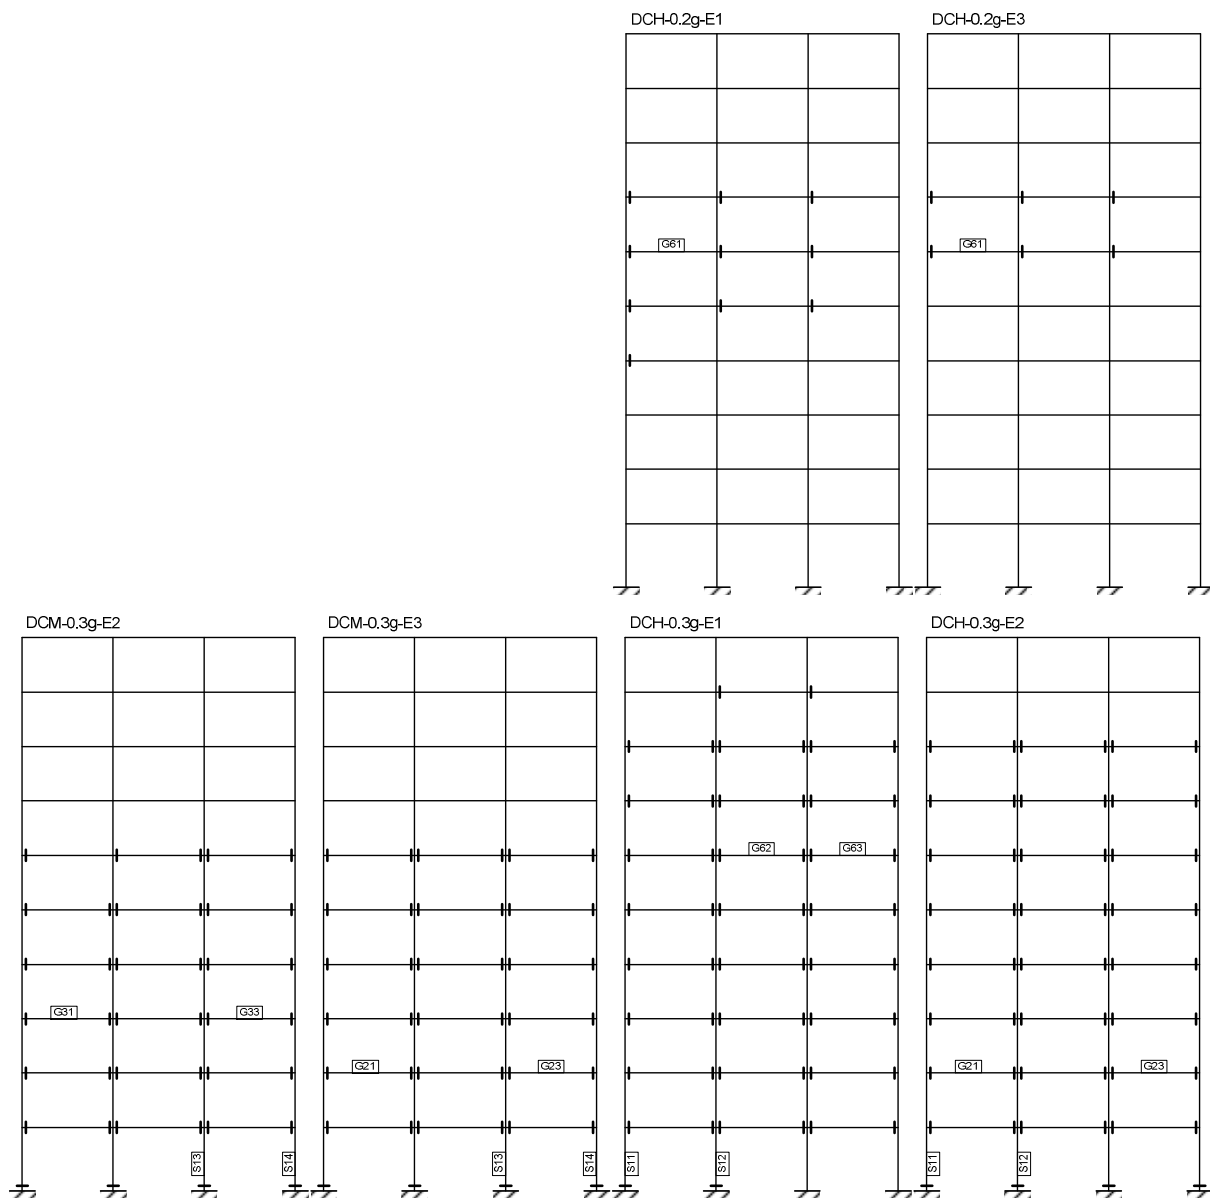 DCH-0.2g-E1 DCH-0.2g-E3
G61 G61
DCM-0.3g-E2 DCM-0.3g-E3 DCH-0.3g-E1 DCH-0.3g-E2
G62 G63
G31 G33
G21 G23 G21 G23
S13 S14 S13 S14 S11 S12 S11 S12